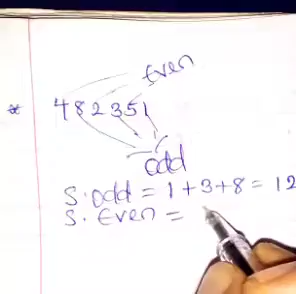 Even
* 482351
odd
S.odd = 1+3+8 = 12
S. Even =